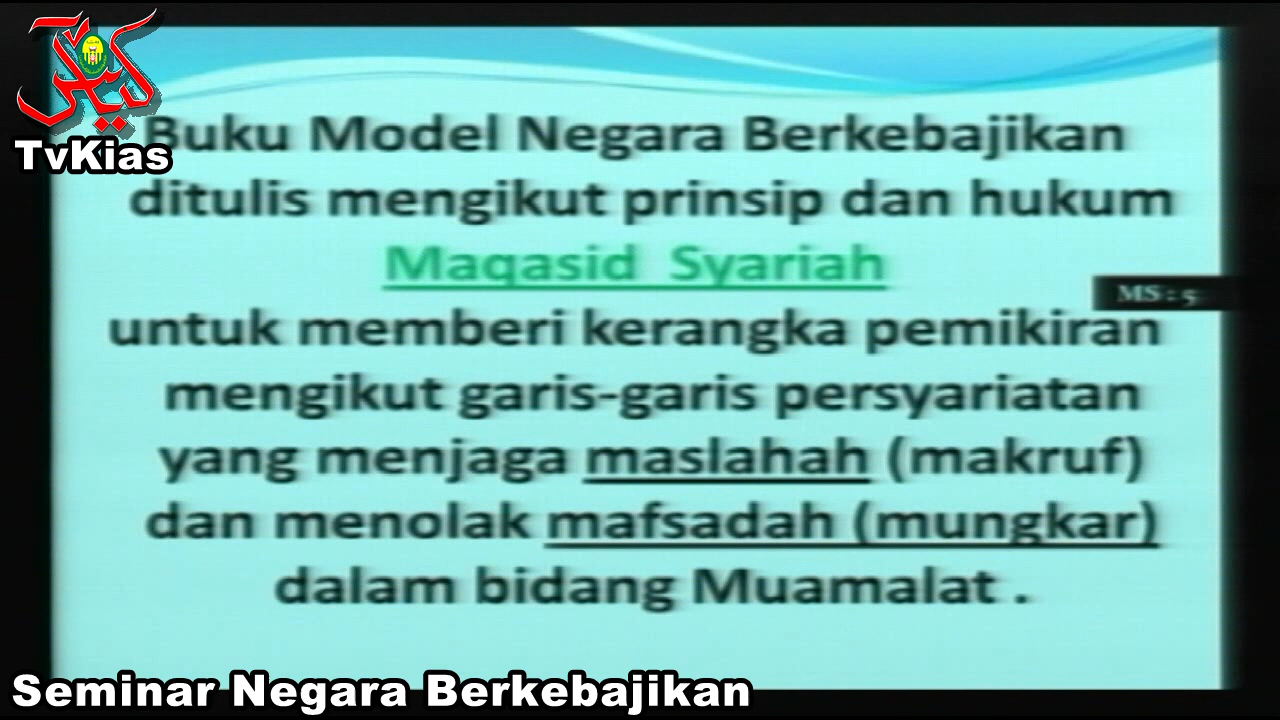 كياس
TvKias
Buku Model Negara Berkebajikan
ditulis mengikut prinsip dan hukum
Maqasid Syariah
MS : 5
untuk memberi kerangka pemikiran
mengikut garis-garis persyariatan
yang menjaga maslahah (makruf)
dan menolak mafsadah (mungkar)
dalam bidang Muamalat .
Seminar Negara Berkebajikan